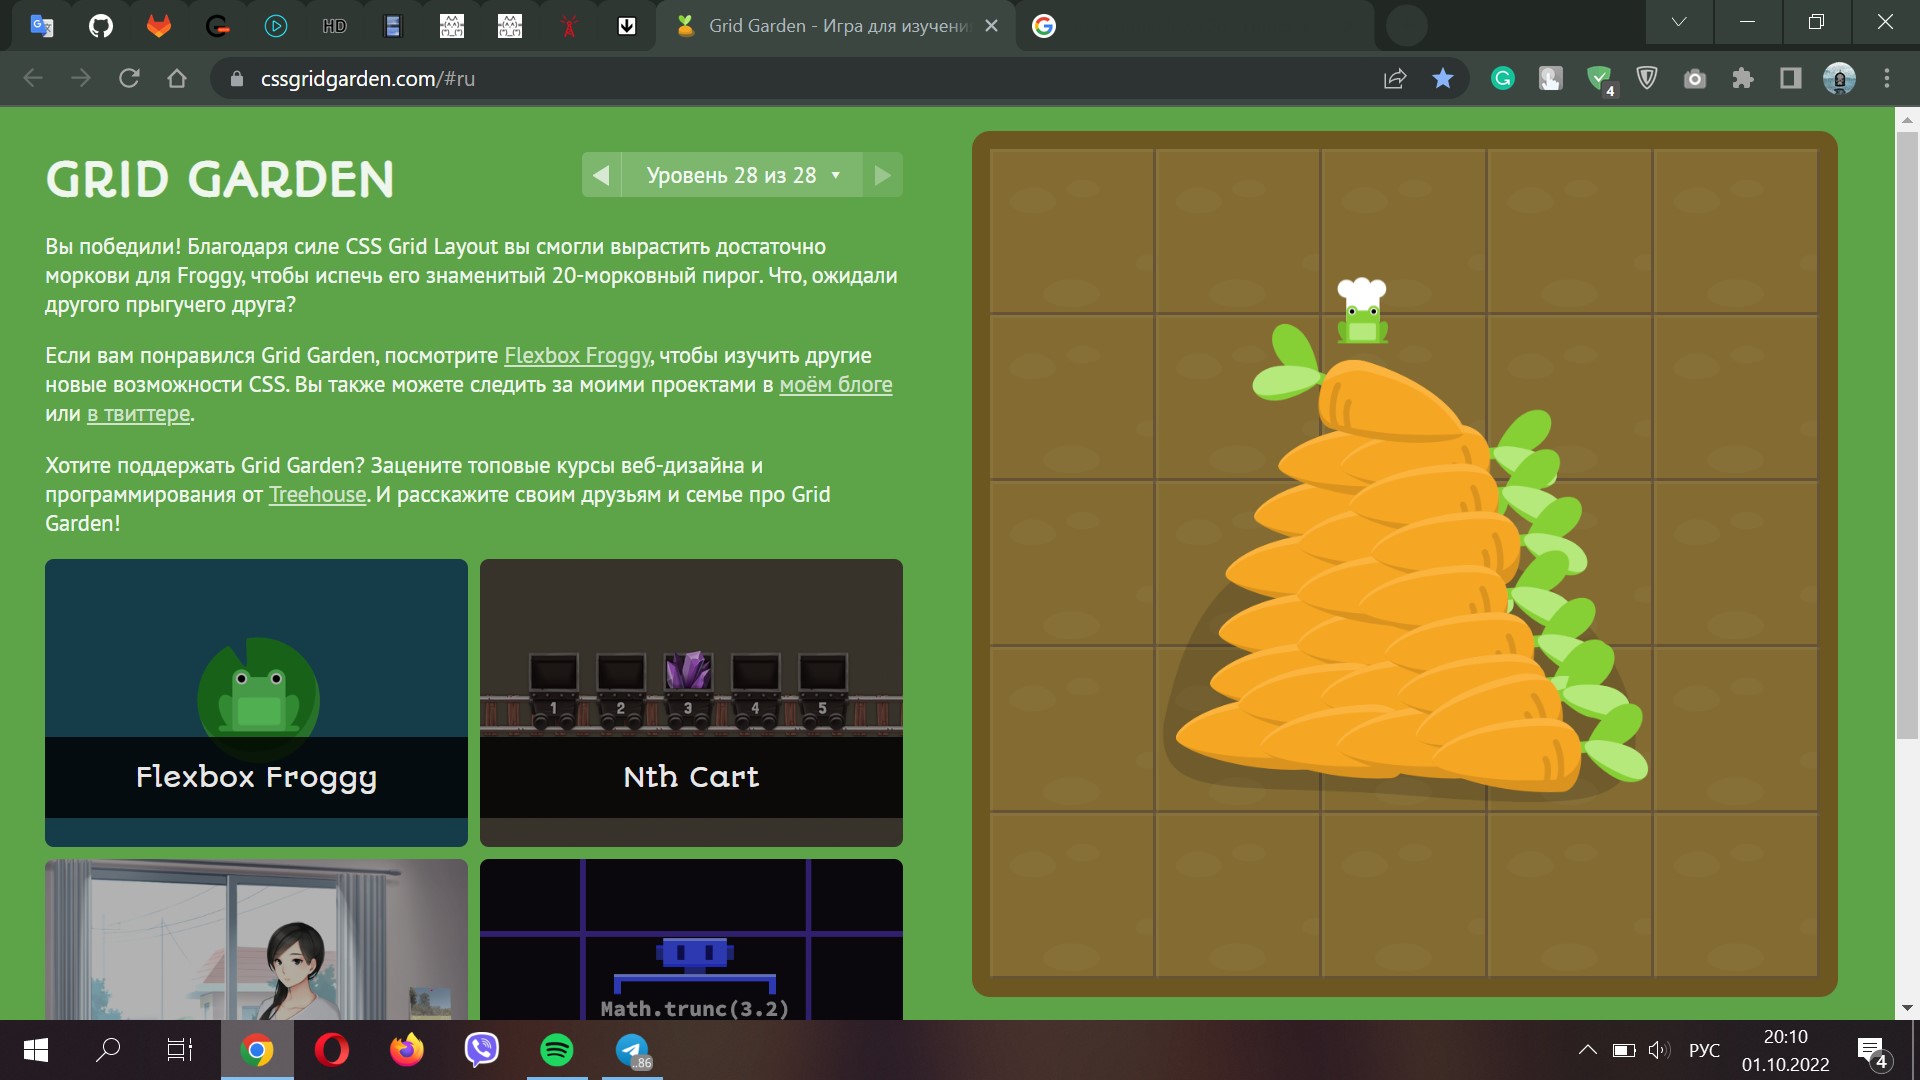 HD
Grid Garden - Игра для изучени
cssgridgarden.com/#ru
4
GRID GARDEN
Уровень 28 из 28
Вы победили! Благодаря силе CSS Grid Layout вы смогли вырастить достаточно
моркови для Froggy, чтобы испечь его знаменитый 20-морковный пирог. Что, ожидали
другого прыгучего друга?
Если вам понравился Grid Garden, посмотрите Flexbox Froggy, чтобы изучить другие
новые возможности CSS. Вы также можете следить за моими проектами в моём блоге
или в твиттере.
Хотите поддержать Grid Garden? Зацените топовые курсы веб-дизайна и
программирования от Treehouse. И расскажите своим друзьям и семье про Grid
Garden!
1 2 3 4 5
Flexbox Froggy
Nth Cart
Math.trunc(3.2)
..86
РУС
20:10
01.10.2022
4